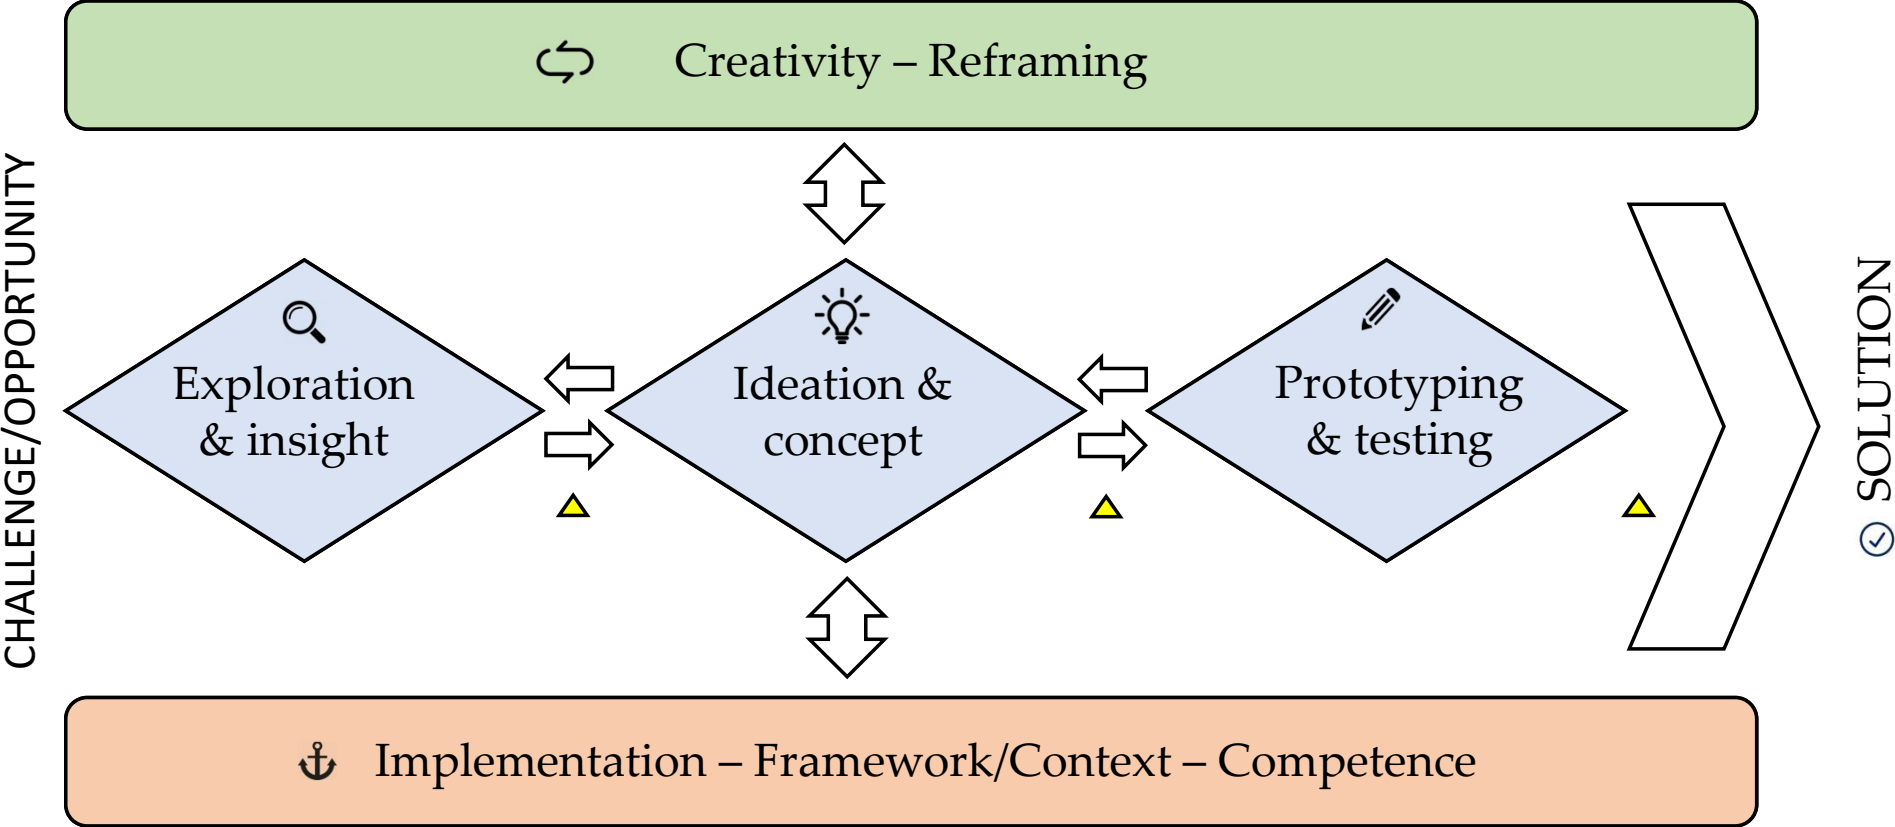 Creativity – Reframing
CHALLENGE/OPPORTUNITY
Exploration
& insight
Ideation &
concept
Prototyping
& testing
SOLUTION
Implementation – Framework/Context – Competence